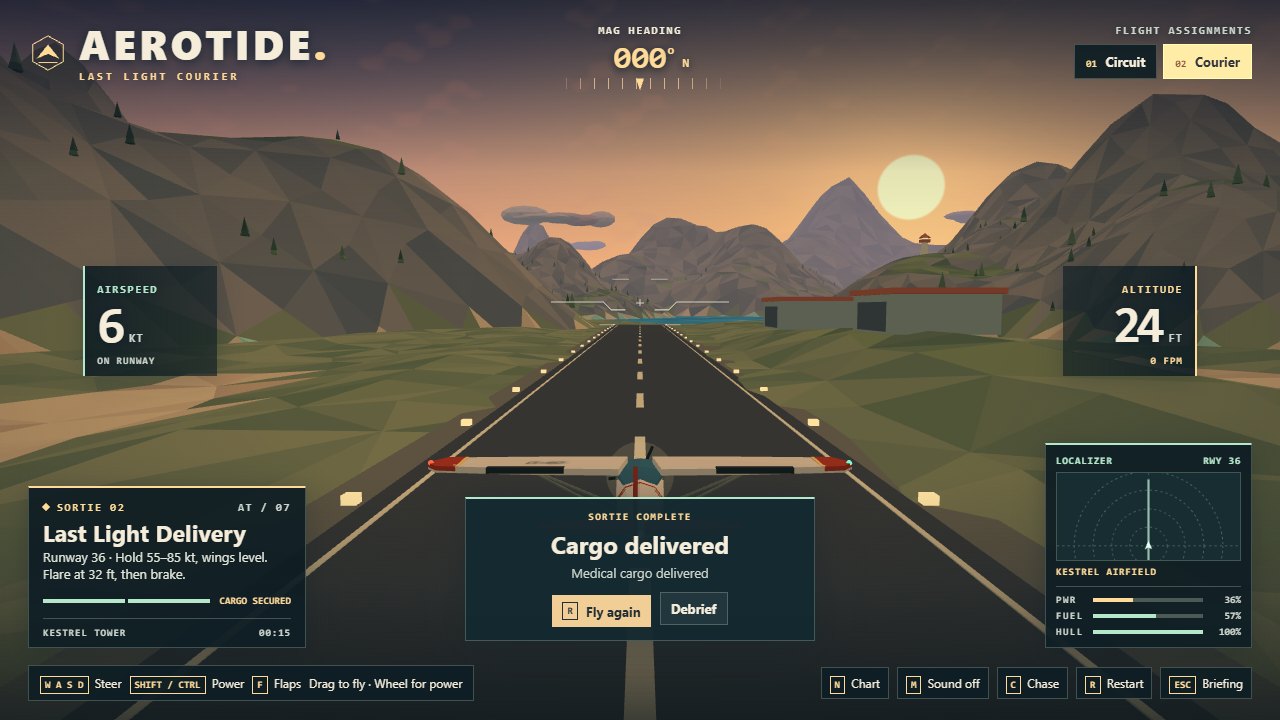 AEROTIDE.
LAST LIGHT COURIER
MAG HEADING
000° N
FLIGHT ASSIGNMENTS
01 Circuit
02 Courier
AIRSPEED
6 KT
ON RUNWAY
ALTITUDE
24 FT
0 FPM
SORTIE 02 AT / 07
Last Light Delivery
Runway 36 · Hold 55–85 kt, wings level.
Flare at 32 ft, then brake.
CARGO SECURED
KESTREL TOWER 00:15
SORTIE COMPLETE
Cargo delivered
Medical cargo delivered
R Fly again
Debrief
LOCALIZER RWY 36
KESTREL AIRFIELD
PWR 36%
FUEL 57%
HULL 100%
W A S D Steer SHIFT / CTRL Power F Flaps Drag to fly · Wheel for power
N Chart
M Sound off
C Chase
R Restart
ESC Briefing